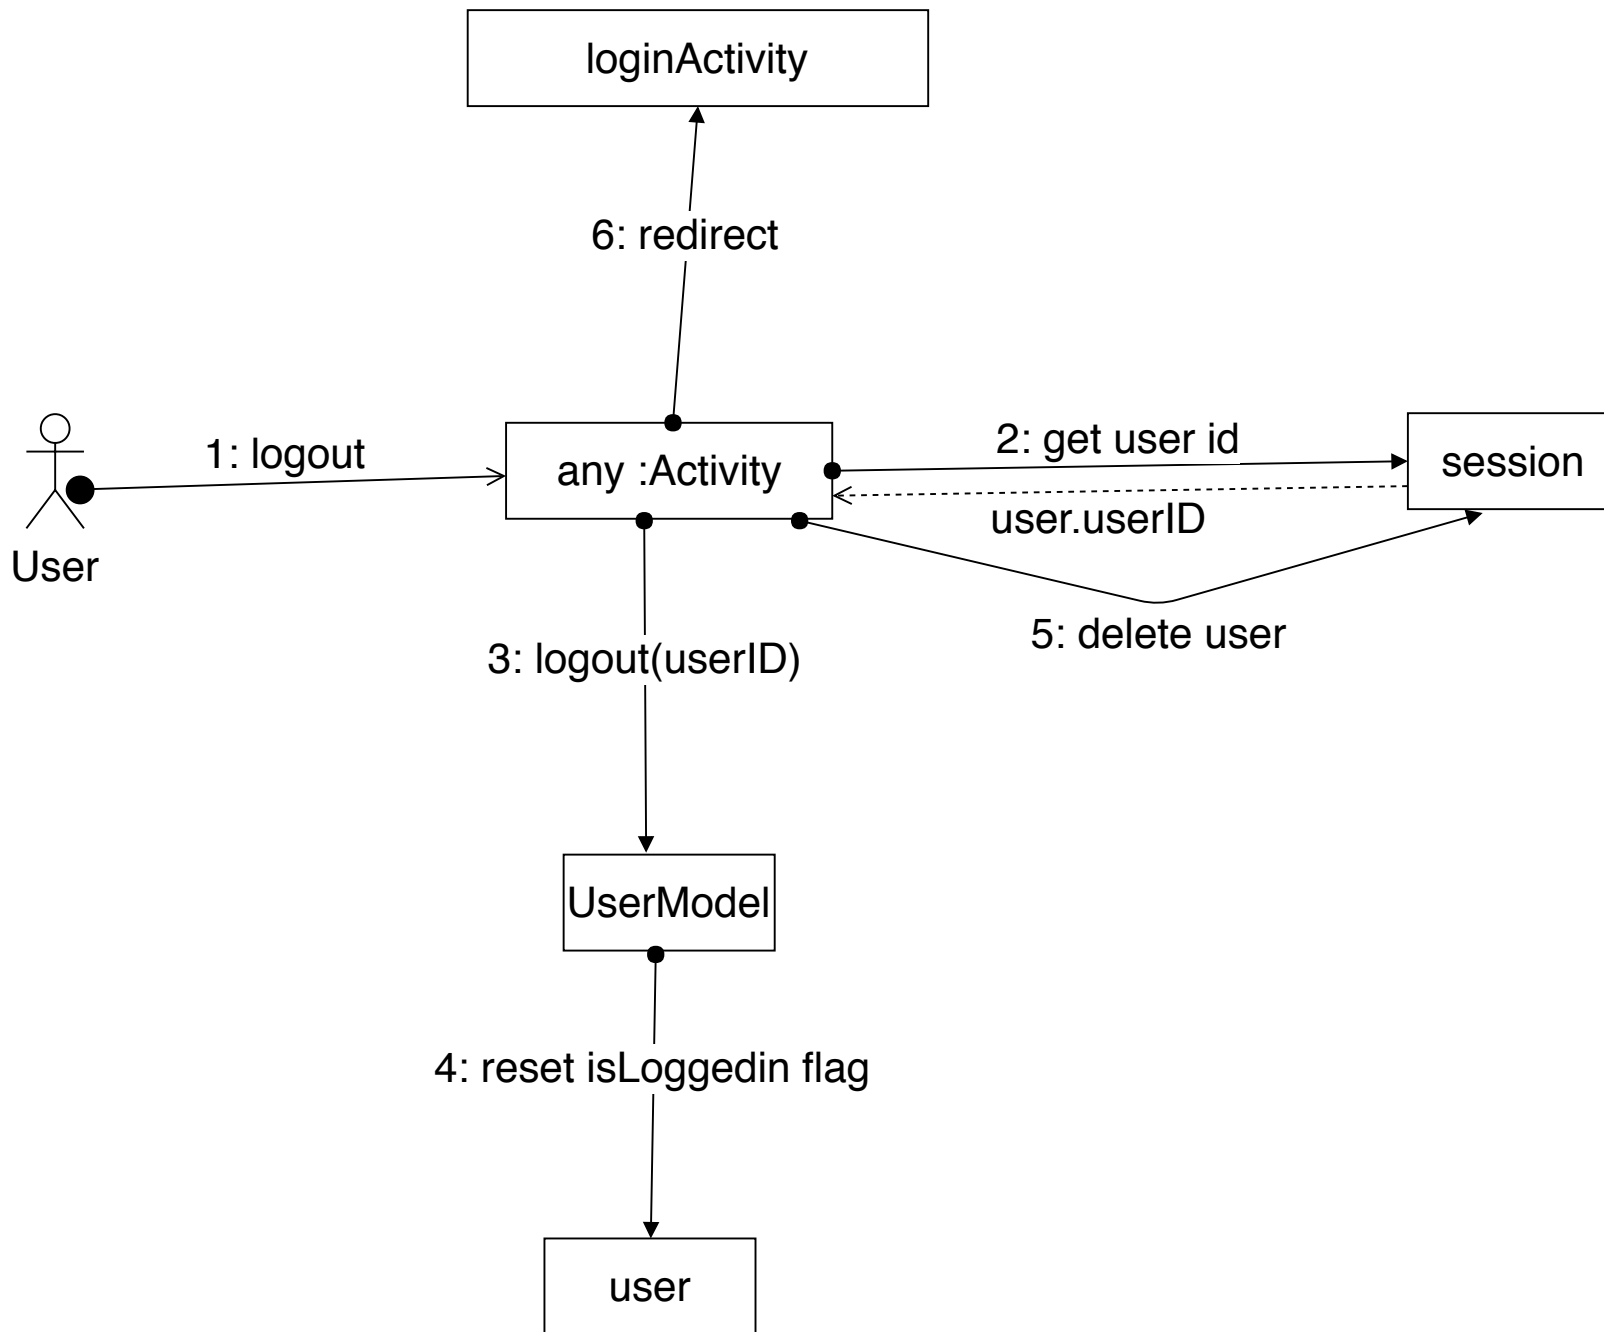 loginActivity
6: redirect
1: logout
any :Activity
2: get user id
session
user.userID
User
5: delete user
3: logout(userID)
UserModel
4: reset isLoggedin flag
user